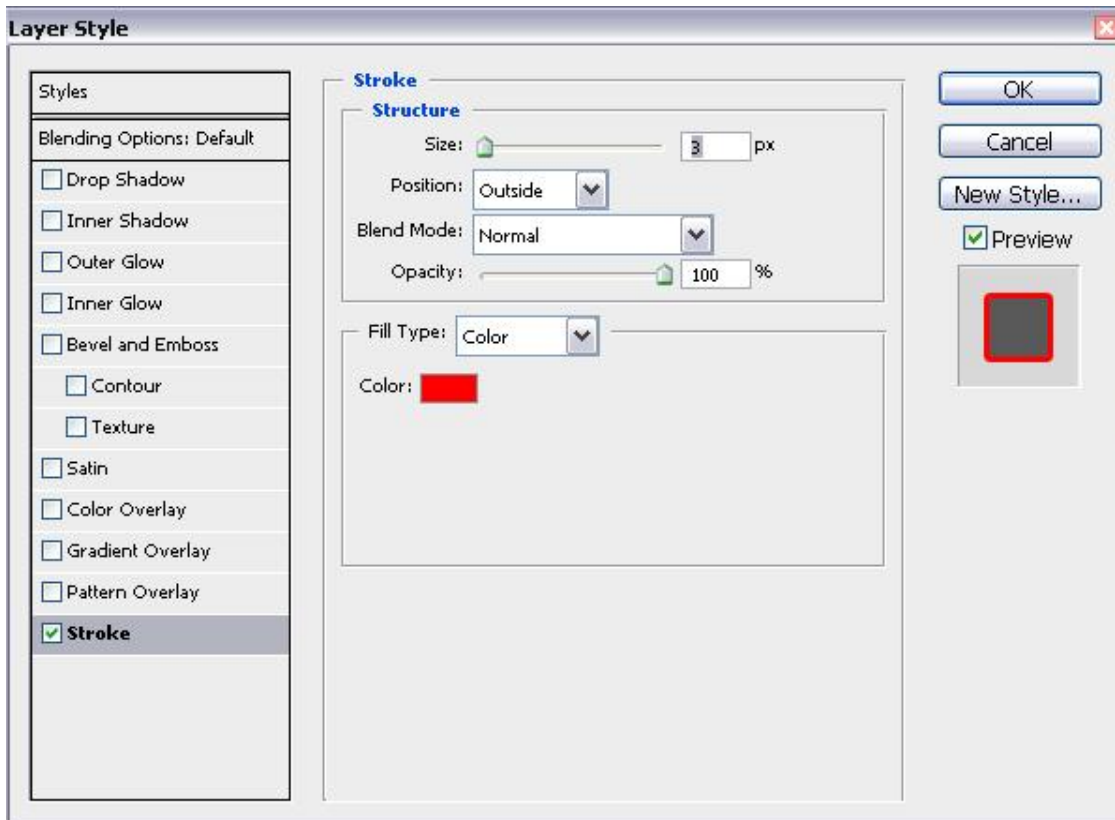 Layer Style
Styles
Blending Options: Default
Drop Shadow
Inner Shadow
Outer Glow
Inner Glow
Bevel and Emboss
Contour
Texture
Satin
Color Overlay
Gradient Overlay
Pattern Overlay
Stroke
Stroke
Structure
Size: 3 px
Position: Outside
Blend Mode: Normal
Opacity: 100 %
Fill Type: Color
Color:
OK
Cancel
New Style...
Preview